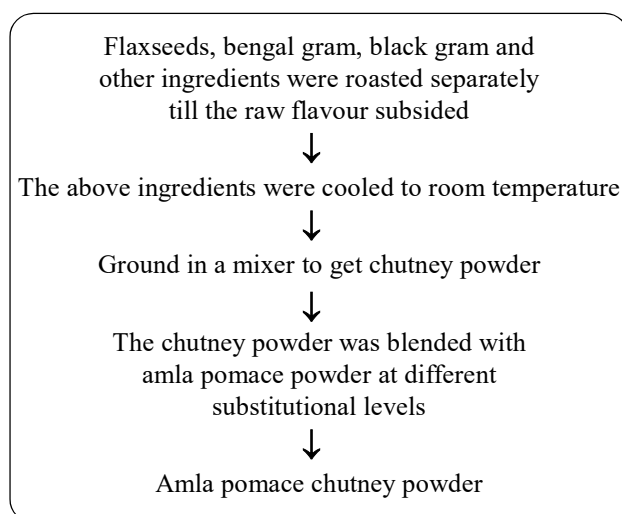 Flaxseeds, bengal gram, black gram and
other ingredients were roasted separately
till the raw flavour subsided
↓
The above ingredients were cooled to room temperature
↓
Ground in a mixer to get chutney powder
↓
The chutney powder was blended with
amla pomace powder at different
substitutional levels
↓
Amla pomace chutney powder